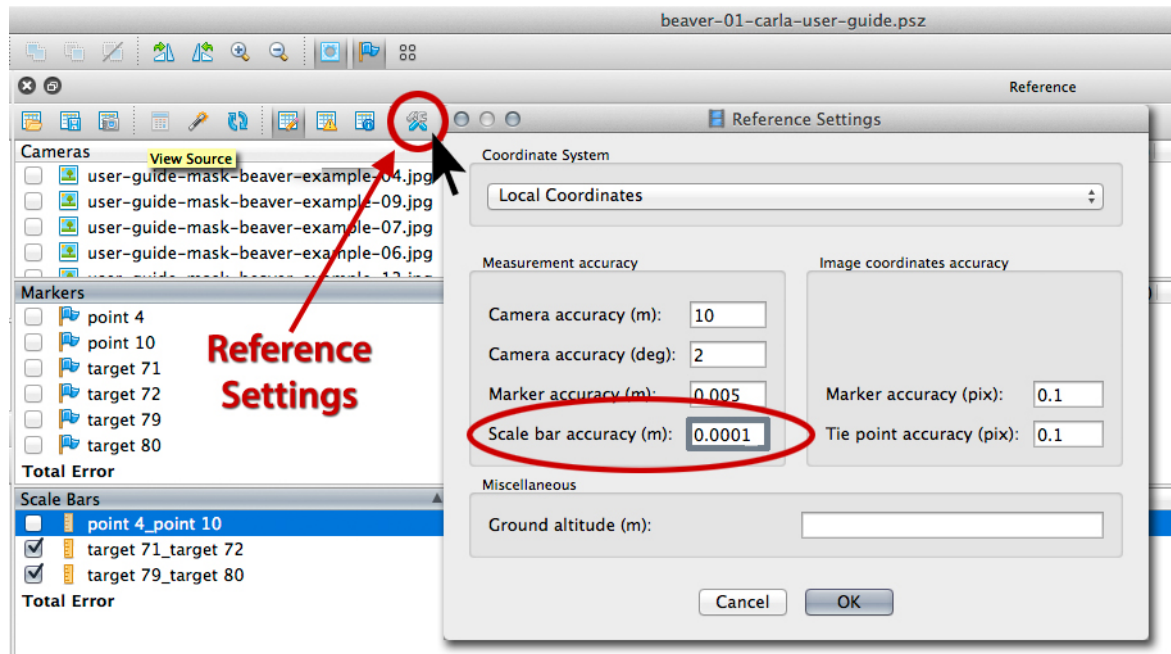 beaver-01-carla-user-guide.psz
Reference
Reference Settings
Cameras
View Source
user-guide-mask-beaver-example-04.jpg
user-guide-mask-beaver-example-09.jpg
user-guide-mask-beaver-example-07.jpg
user-guide-mask-beaver-example-06.jpg
Markers
point 4
point 10
target 71
target 72
target 79
target 80
Total Error
Reference
Settings
Scale Bars
point 4_point 10
target 71_target 72
target 79_target 80
Total Error
Coordinate System
Local Coordinates
Measurement accuracy
Camera accuracy (m): 10
Camera accuracy (deg): 2
Marker accuracy (m): 0.005
Scale bar accuracy (m): 0.0001
Image coordinates accuracy
Marker accuracy (pix): 0.1
Tie point accuracy (pix): 0.1
Miscellaneous
Ground altitude (m):
Cancel OK